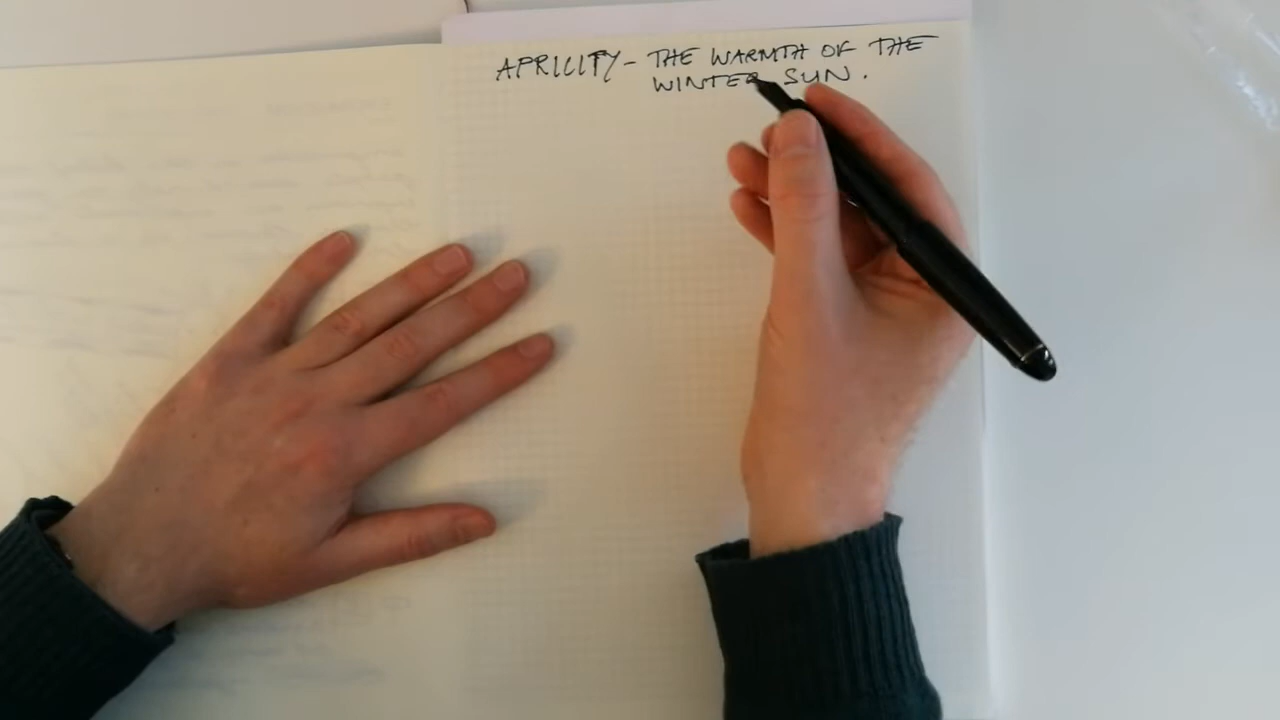 APRICITY - THE WARMTH OF THE
WINTER SUN.